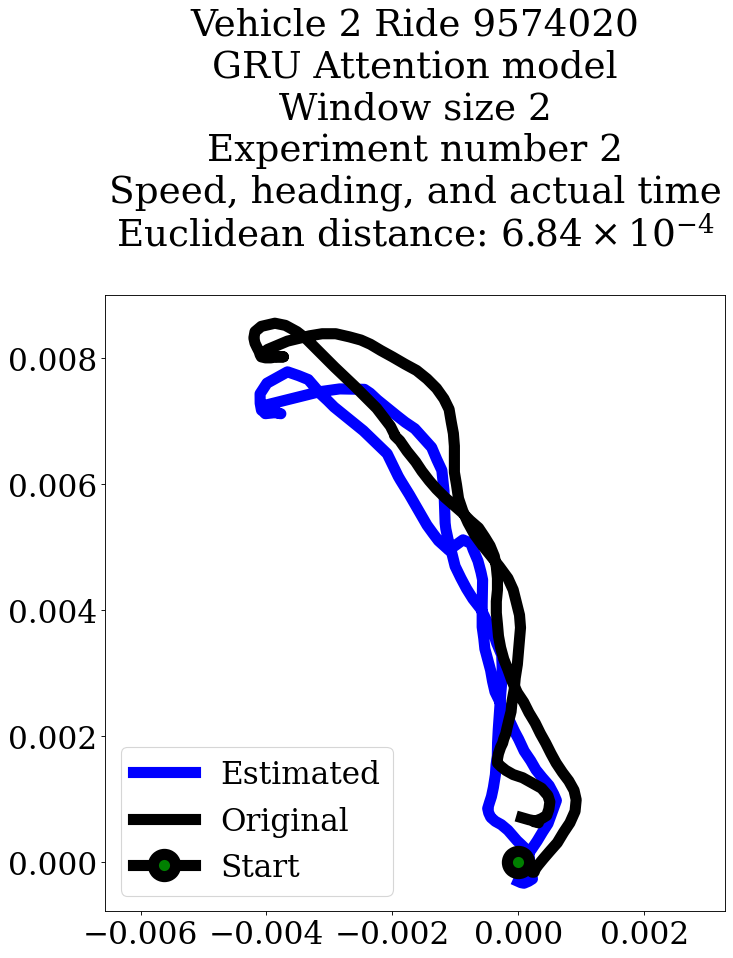 Vehicle 2 Ride 9574020
GRU Attention model
Window size 2
Experiment number 2
Speed, heading, and actual time
Euclidean distance: 6.84 × 10⁻⁴
0.008
0.006
0.004
0.002
0.000
Estimated
Original
Start
−0.006 −0.004 −0.002 0.000 0.002